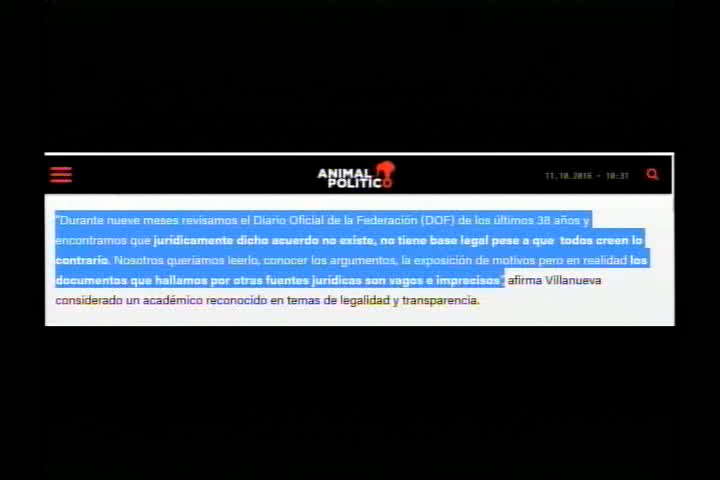 ANIMAL
POLITICO
11.10.2016 - 10:31
"Durante nueve meses revisamos el Diario Oficial de la Federación (DOF) de los últimos 38 años y
encontramos que jurídicamente dicho acuerdo no existe, no tiene base legal pese a que todos creen lo
contrario. Nosotros queríamos leerlo, conocer los argumentos, la exposición de motivos pero en realidad los
documentos que hallamos por otras fuentes jurídicas son vagos e imprecisos", afirma Villanueva
considerado un académico reconocido en temas de legalidad y transparencia.